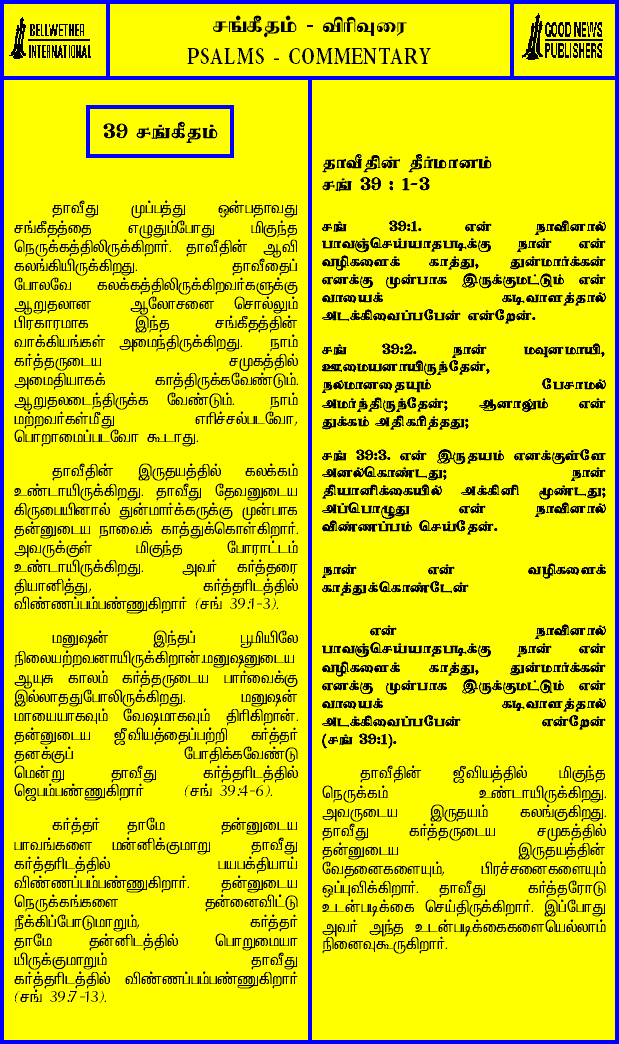 BELLWETHER
INTERNATIONAL
சங்கீதம் - விரிவுரை
PSALMS - COMMENTARY
GOOD NEWS
PUBLISHERS
39 சங்கீதம்
தாவீது முப்பத்து ஒன்பதாவது
சங்கீதத்தை எழுதும்போது மிகுந்த
நெருக்கத்திலிருக்கிறார். தாவீதின் ஆவி
கலங்கியிருக்கிறது. தாவீதைப்
போலவே கலக்கத்திலிருக்கிறவர்களுக்கு
ஆறுதலான ஆலோசனை சொல்லும்
பிரகாரமாக இந்த சங்கீதத்தின்
வாக்கியங்கள் அமைந்திருக்கிறது. நாம்
கர்த்தருடைய சமுகத்தில்
அமைதியாகக் காத்திருக்கவேண்டும்.
ஆறுதலடைந்திருக்க வேண்டும். நாம்
மற்றவர்கள்மீது எரிச்சல்படவோ,
பொறாமைப்படவோ கூடாது.
தாவீதின் இருதயத்தில் கலக்கம்
உண்டாயிருக்கிறது. தாவீது தேவனுடைய
கிருபையினால் துன்மார்க்கருக்கு முன்பாக
தன்னுடைய நாவைக் காத்துக்கொள்கிறார்.
அவருக்குள் மிகுந்த போராட்டம்
உண்டாயிருக்கிறது. அவர் கர்த்தரை
தியானித்து, கர்த்தரிடத்தில்
விண்ணப்பம்பண்ணுகிறார் (சங் 39:1-3).
மனுஷன் இந்தப் பூமியிலே
நிலையற்றவனாயிருக்கிறான்.மனுஷனுடைய
ஆயுசு காலம் கர்த்தருடைய பார்வைக்கு
இல்லாததுபோலிருக்கிறது. மனுஷன்
மாயையாகவும் வேஷமாகவும் திரிகிறான்.
தன்னுடைய ஜீவியத்தைப்பற்றி கர்த்தர்
தனக்குப் போதிக்கவேண்டு
மென்று தாவீது கர்த்தரிடத்தில்
ஜெபம்பண்ணுகிறார் (சங் 39:4-6).
கர்த்தர் தாமே தன்னுடைய
பாவங்களை மன்னிக்குமாறு தாவீது
கர்த்தரிடத்தில் பயபக்தியாய்
விண்ணப்பம்பண்ணுகிறார். தன்னுடைய
நெருக்கங்களை தன்னைவிட்டு
நீக்கிப்போடுமாறும், கர்த்தர்
தாமே தன்னிடத்தில் பொறுமையா
யிருக்குமாறும் தாவீது
கர்த்தரிடத்தில் விண்ணப்பம்பண்ணுகிறார்
(சங் 39:7-13).
தாவீதின் தீர்மானம்
சங் 39 : 1-3
சங் 39:1. என் நாவினால்
பாவஞ்செய்யாதபடிக்கு நான் என்
வழிகளைக் காத்து, துன்மார்க்கன்
எனக்கு முன்பாக இருக்குமட்டும் என்
வாயைக் கடிவாளத்தால்
அடக்கிவைப்பபேன் என்றேன்.
சங் 39:2. நான் மவுனமாயி,
ஊமையனாயிருந்தேன்,
நலமானதையும் பேசாமல்
அமர்ந்திருந்தேன்; ஆனாலும் என்
துக்கம் அதிகரித்தது;
சங் 39:3. என் இருதயம் எனக்குள்ளே
அனல்கொண்டது; நான்
தியானிக்கையில் அக்கினி மூண்டது;
அப்பொழுது என் நாவினால்
விண்ணப்பம் செய்தேன்.
நான் என் வழிகளைக்
காத்துக்கொண்டேன்
என் நாவினால்
பாவஞ்செய்யாதபடிக்கு நான் என்
வழிகளைக் காத்து, துன்மார்க்கன்
எனக்கு முன்பாக இருக்குமட்டும் என்
வாயைக் கடிவாளத்தால்
அடக்கிவைப்பபேன் என்றேன்
(சங் 39:1).
தாவீதின் ஜீவியத்தில் மிகுந்த
நெருக்கம் உண்டாயிருக்கிறது.
அவருடைய இருதயம் கலங்குகிறது.
தாவீது கர்த்தருடைய சமுகத்தில்
தன்னுடைய இருதயத்தின்
வேதனைகளையும், பிரச்சனைகளையும்
ஒப்புவிக்கிறார். தாவீது கர்த்தரோடு
உடன்படிக்கை செய்திருக்கிறார். இப்போது
அவர் அந்த உடன்படிக்கைகளையெல்லாம்
நினைவுகூருகிறார்.